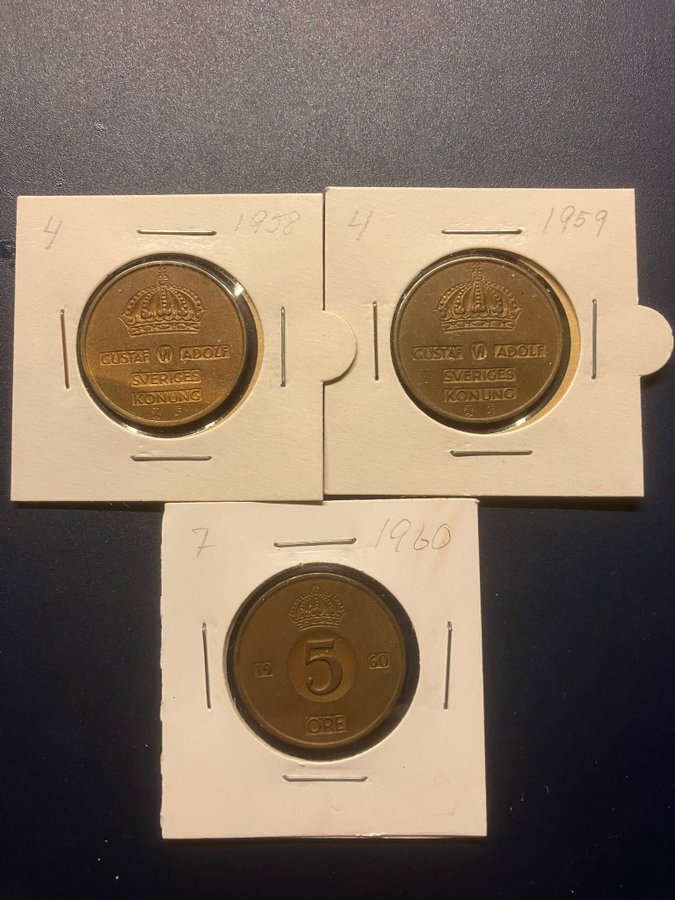 4 1958
GUSTAF VI ADOLF
SVERIGES
KONUNG
4 1959
GUSTAF VI ADOLF
SVERIGES
KONUNG
7 1960
19 5 60
ÖRE